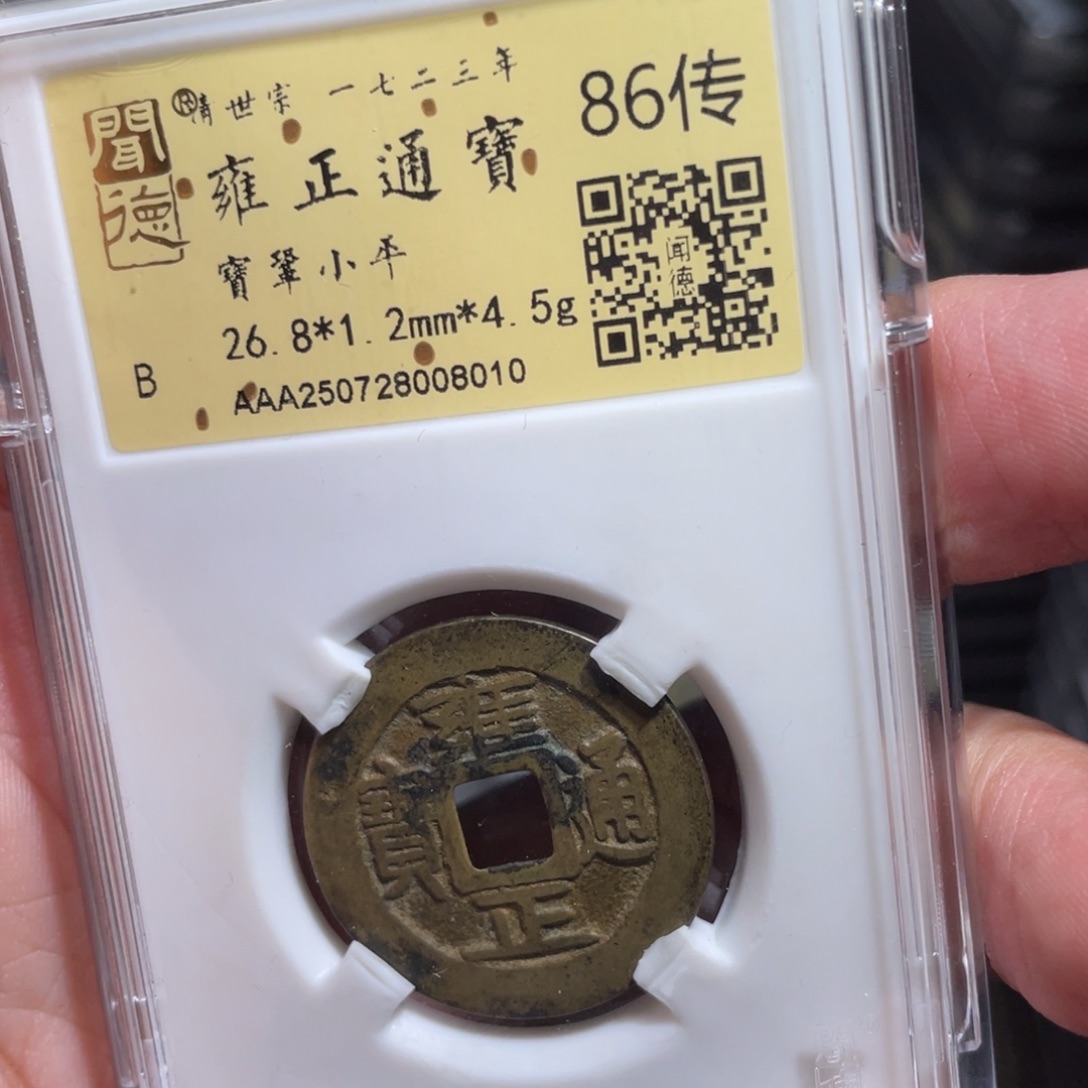 聞德
®清世宗 一七二三年
86传
雍正通寶
寶鞏小平
闻德
26.8*1.2mm*4.5g
B
AAA250728008010
雍正通寶